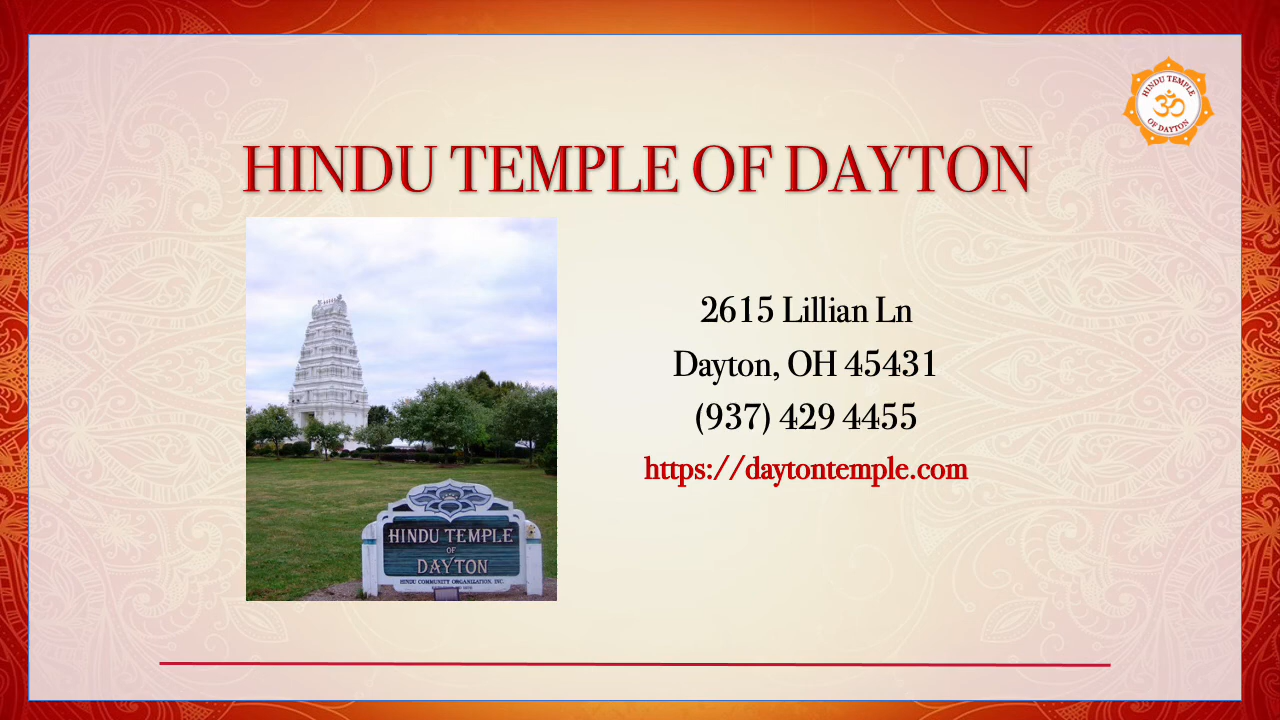 HINDU TEMPLE
OF DAYTON
HINDU TEMPLE OF DAYTON
2615 Lillian Ln
Dayton, OH 45431
(937) 429 4455
https://daytontemple.com
HINDU TEMPLE
OF
DAYTON
HINDU COMMUNITY ORGANIZATION, INC.